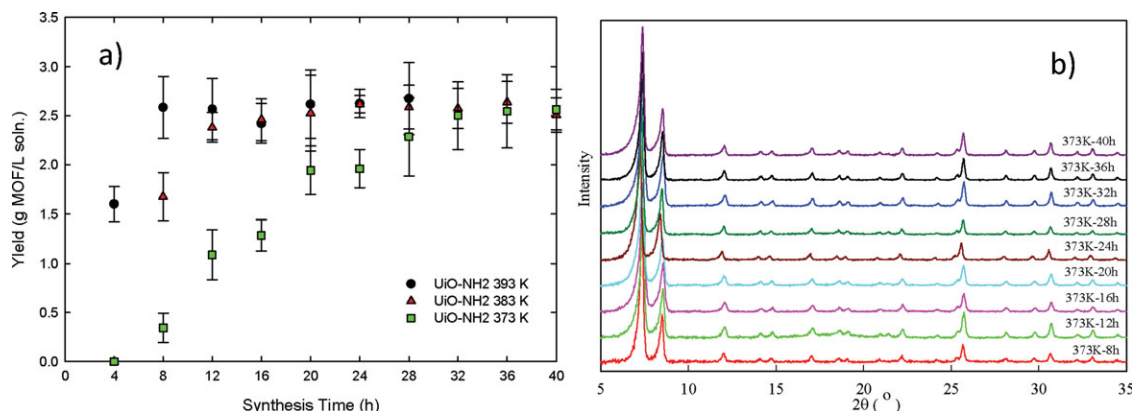 a)
3.5
3.0
2.5
2.0
1.5
1.0
0.5
0.0
Yield (g MOF/L soln.)
UiO-NH2 393 K
UiO-NH2 383 K
UiO-NH2 373 K
0 4 8 12 16 20 24 28 32 36 40
Synthesis Time (h)
b)
Intensity
373K-40h
373K-36h
373K-32h
373K-28h
373K-24h
373K-20h
373K-16h
373K-12h
373K-8h
5 10 15 20 25 30 35
2θ ( o )